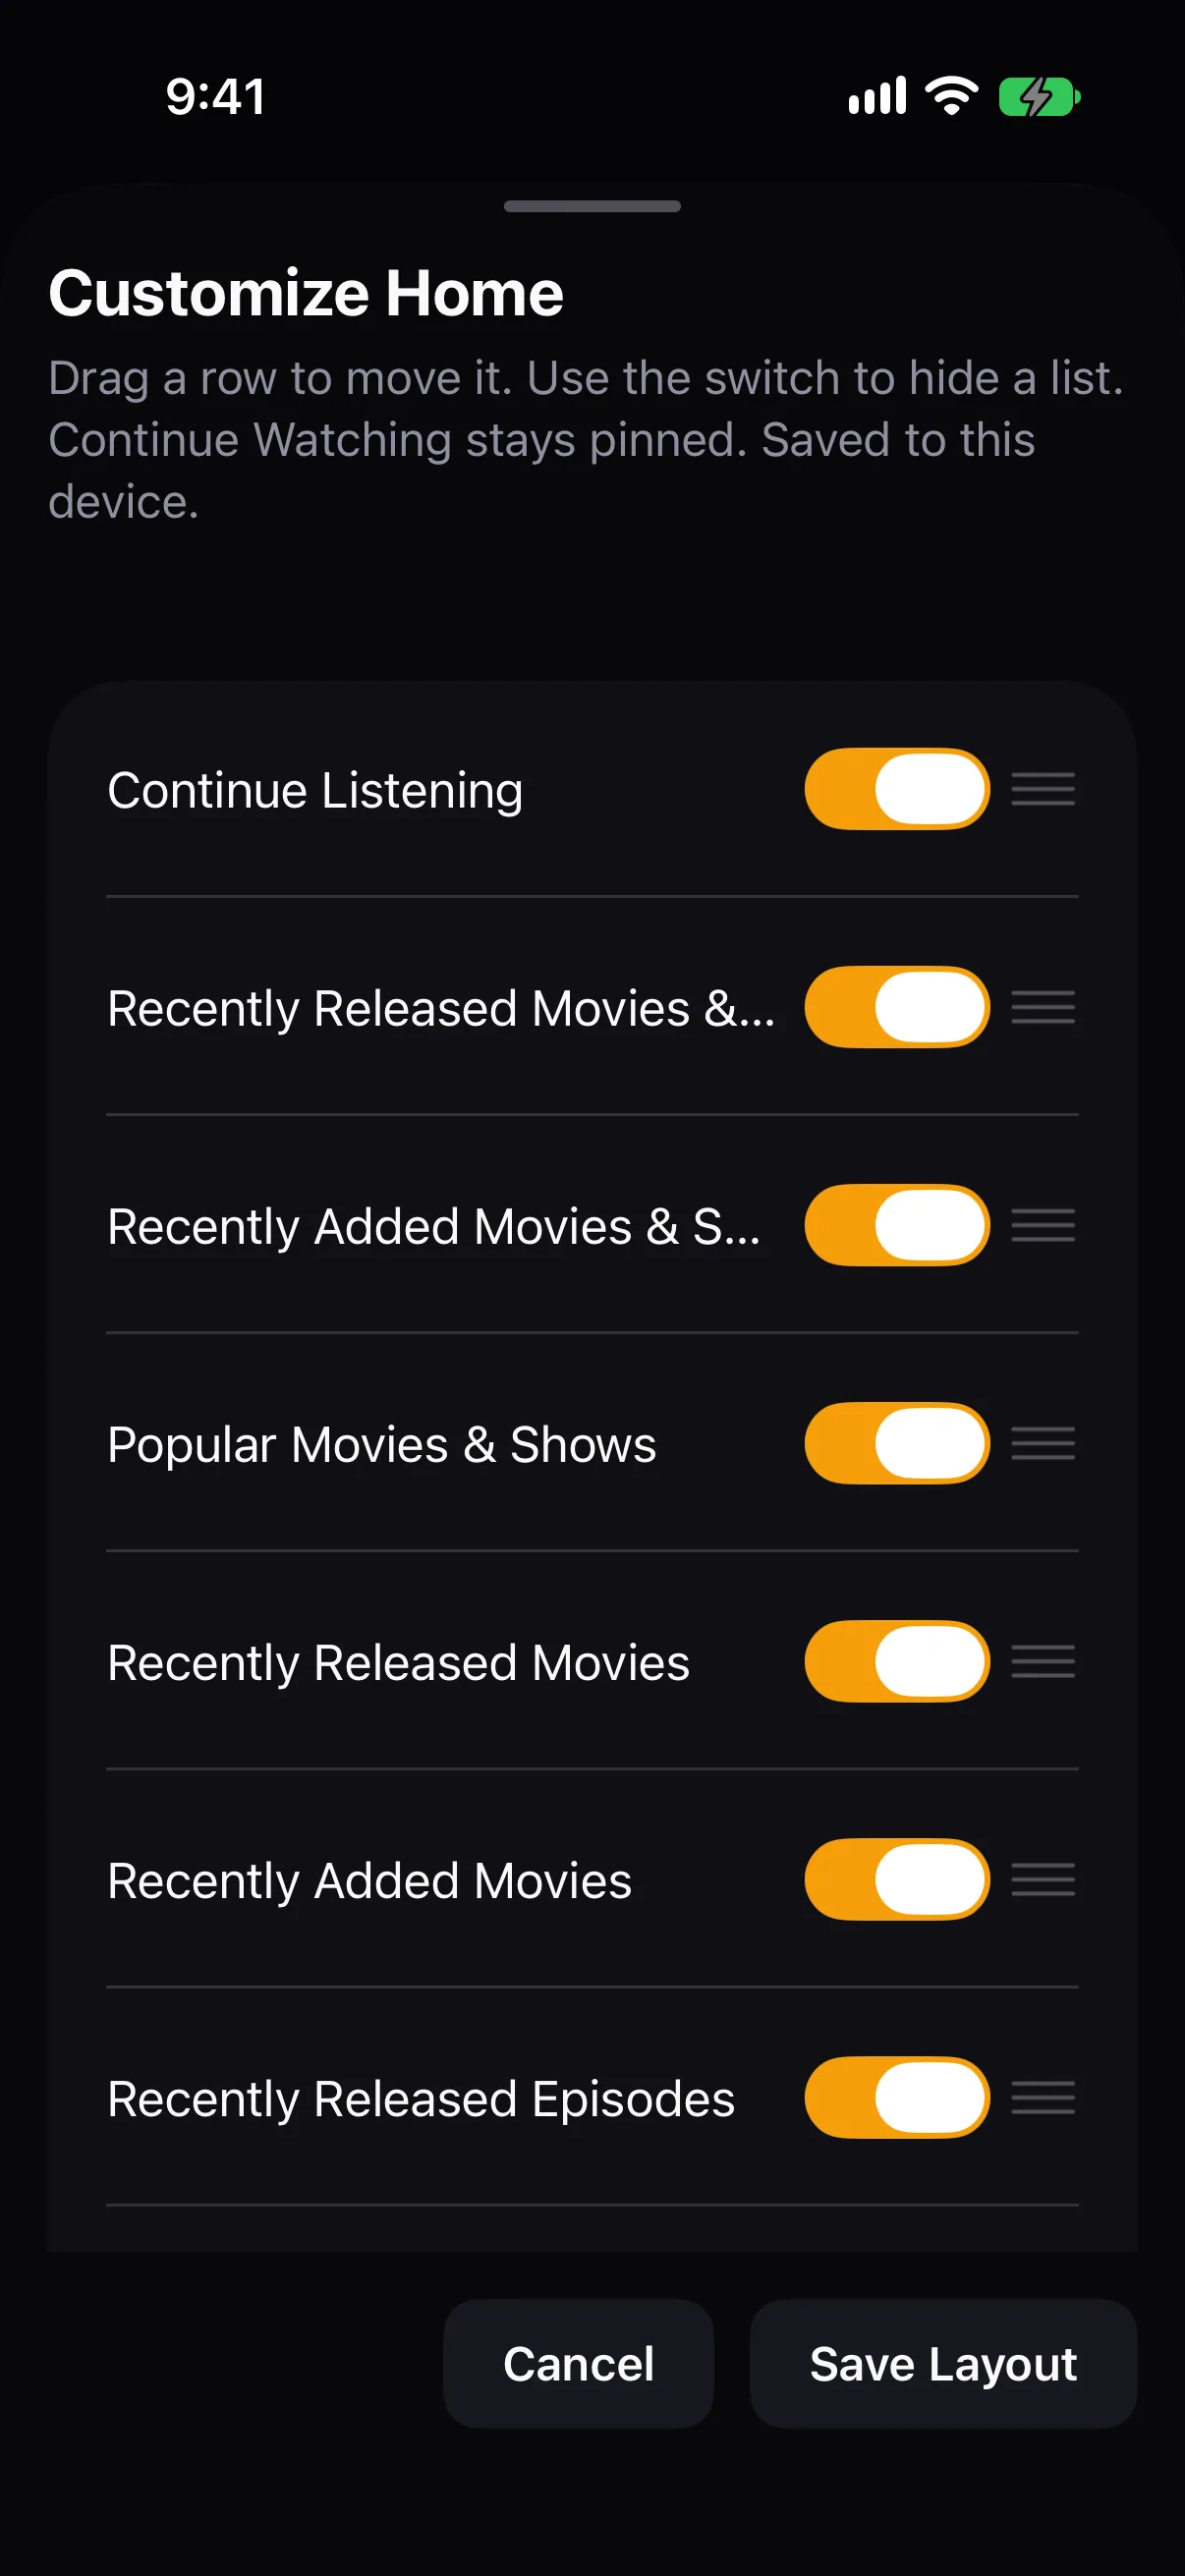 9:41
Customize Home
Drag a row to move it. Use the switch to hide a list.
Continue Watching stays pinned. Saved to this
device.
Continue Listening
Recently Released Movies &...
Recently Added Movies & S...
Popular Movies & Shows
Recently Released Movies
Recently Added Movies
Recently Released Episodes
Cancel
Save Layout